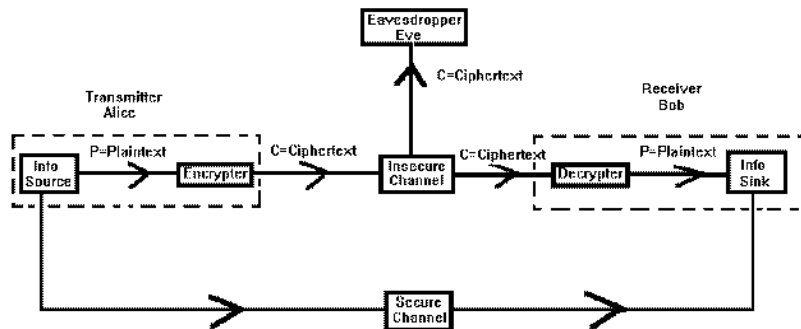 Eavesdropper
Eve
C=Ciphertext
Transmitter
Alice
Receiver
Bob
P=Plaintext
C=Ciphertext
C=Ciphertext
P=Plaintext
Info
Source
Encrypter
Insecure
Channel
Decrypter
Info
Sink
Secure
Channel